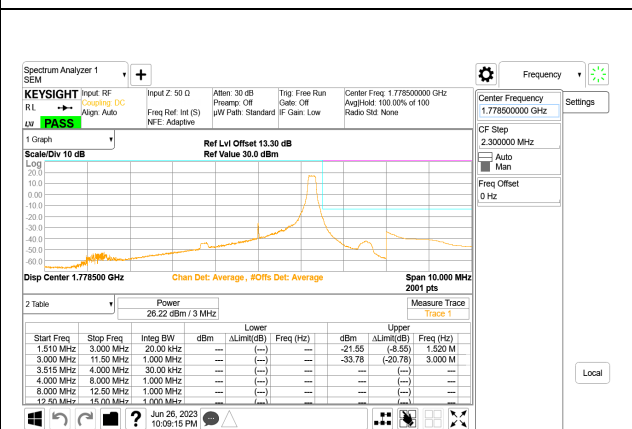 Spectrum Analyzer 1
SEM
Frequency
KEYSIGHT Input: RF Input Z: 50 Ω Atten: 30 dB Trig: Free Run Center Freq: 1.778500000 GHz
RL Coupling: DC Preamp: Off Gate: Off Avg|Hold: 100.00% of 100
Align: Auto Freq Ref: Int (S) µW Path: Standard IF Gain: Low Radio Std: None
LXI PASS NFE: Adaptive
Center Frequency
1.778500000 GHz
Settings
CF Step
2.300000 MHz
Auto
Man
Freq Offset
0 Hz
1 Graph
Ref Lvl Offset 13.30 dB
Scale/Div 10 dB Ref Value 30.0 dBm
Log
20.0
10.0
0.00
-10.0
-20.0
-30.0
-40.0
-50.0
-60.0
Disp Center 1.778500 GHz Chan Det: Average , #Offs Det: Average Span 10.000 MHz
2001 pts
2 Table Power Measure Trace
26.22 dBm / 3 MHz Trace 1
Lower Upper
Start Freq Stop Freq Integ BW dBm ΔLimit(dB) Freq (Hz) dBm ΔLimit(dB) Freq (Hz)
1.510 MHz 3.000 MHz 20.00 kHz --- (---) --- -21.55 (-8.55) 1.520 M
3.000 MHz 11.50 MHz 1.000 MHz --- (---) --- -33.78 (-20.78) 3.000 M
3.515 MHz 4.000 MHz 30.00 kHz --- (---) --- --- (---) ---
4.000 MHz 8.000 MHz 1.000 MHz --- (---) --- --- (---) ---
8.000 MHz 12.50 MHz 1.000 MHz --- (---) --- --- (---) ---
12.50 MHz 15.00 MHz 1.000 MHz --- (---) --- --- (---) ---
Local
? Jun 26, 2023
10:09:15 PM